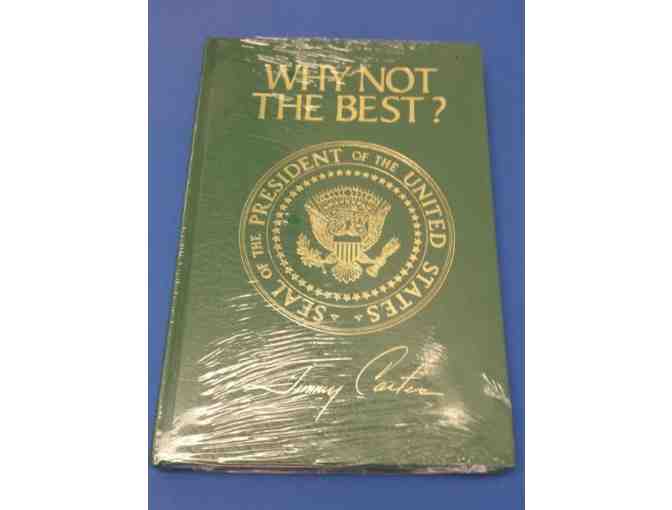 WHY NOT
THE BEST?
SEAL OF THE PRESIDENT OF THE UNITED STATES
Jimmy Carter